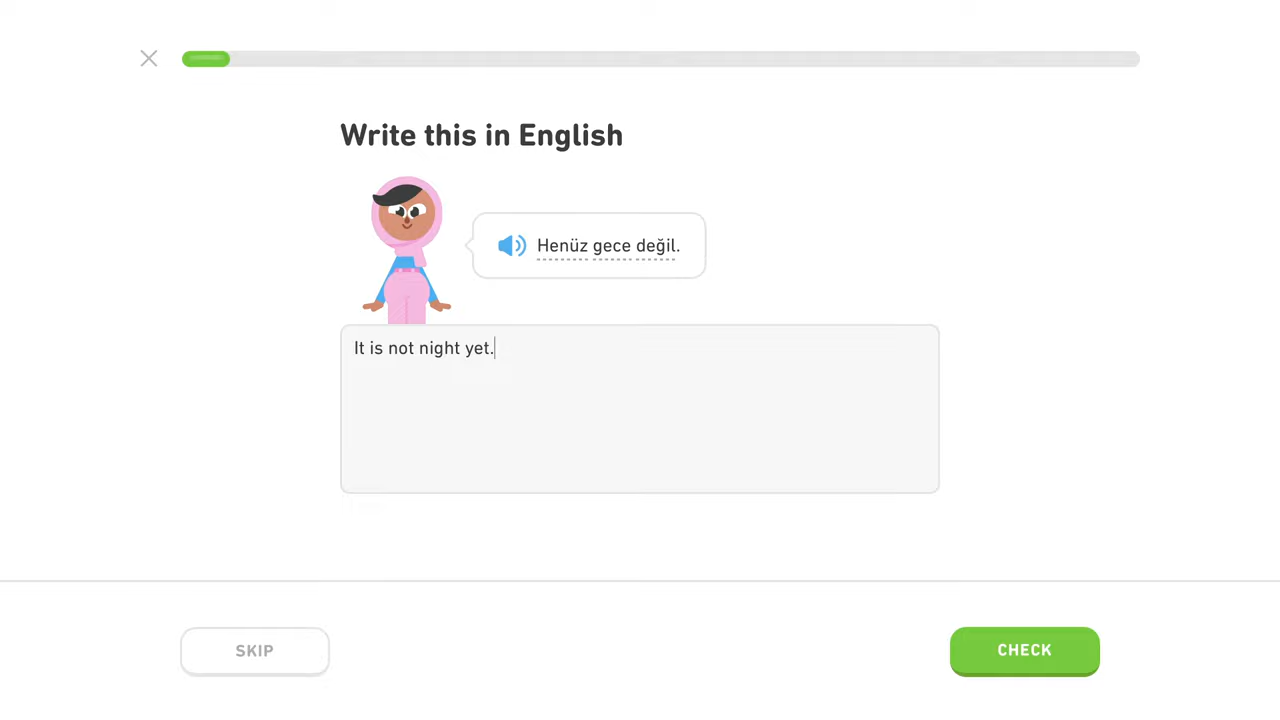 Write this in English
Henüz gece değil.
It is not night yet.
SKIP
CHECK